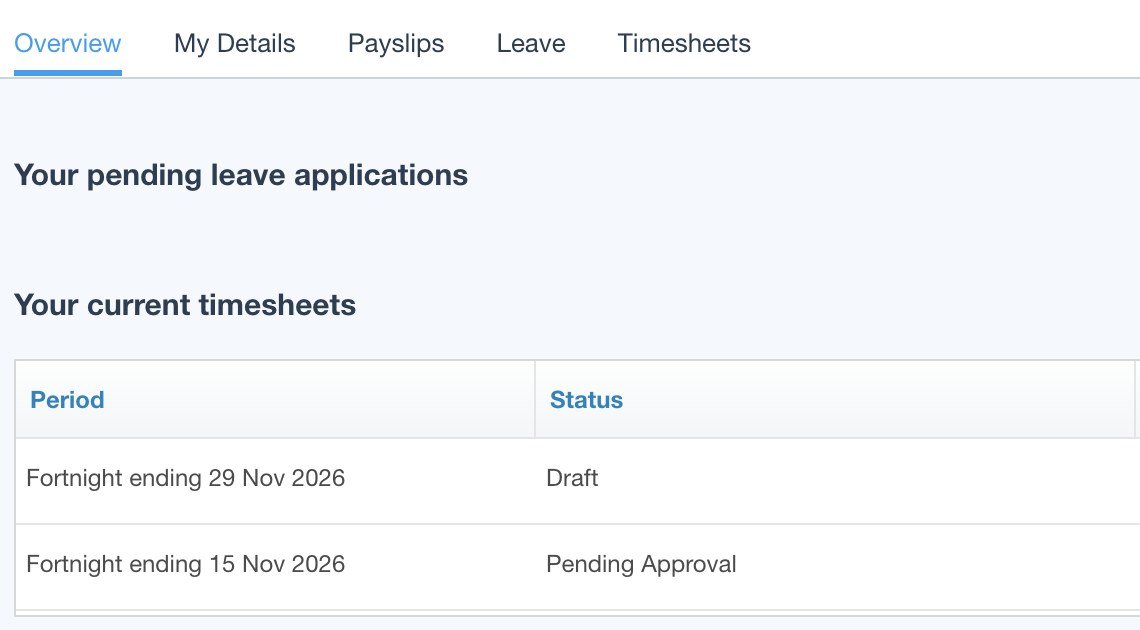 Overview My Details Payslips Leave Timesheets
Your pending leave applications
Your current timesheets
Period Status
Fortnight ending 29 Nov 2026 Draft
Fortnight ending 15 Nov 2026 Pending Approval